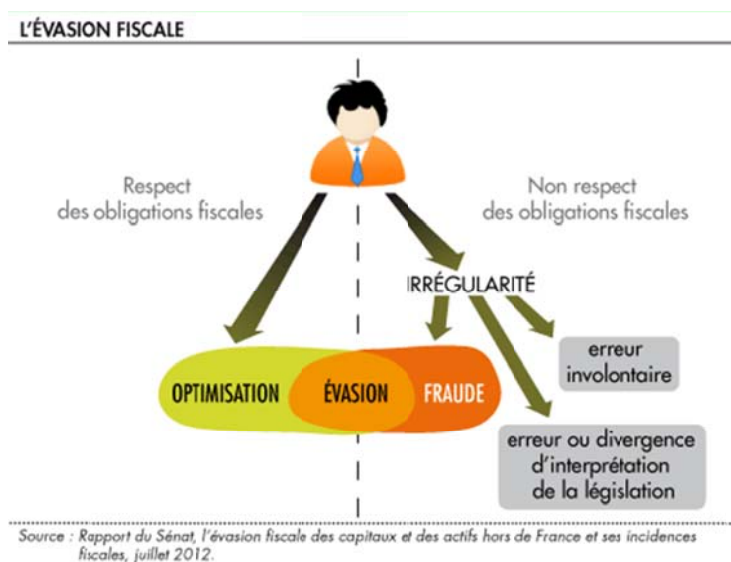 L'ÉVASION FISCALE
Respect
des obligations fiscales
Non respect
des obligations fiscales
IRRÉGULARITÉ
OPTIMISATION
ÉVASION
FRAUDE
erreur
involontaire
erreur ou divergence
d'interprétation
de la législation
Source : Rapport du Sénat, l'évasion fiscale des capitaux et des actifs hors de France et ses incidences
fiscales, juillet 2012.